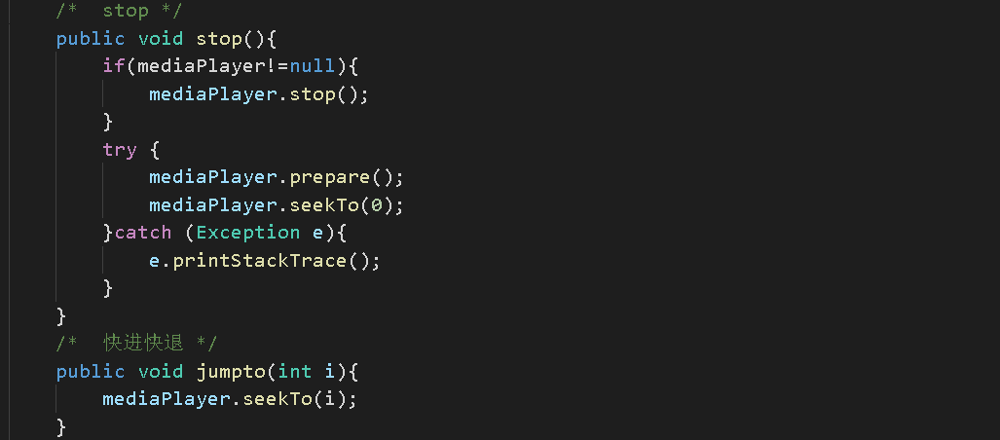 /*  stop */
public void stop(){
    if(mediaPlayer!=null){
        mediaPlayer.stop();
    }
    try {
        mediaPlayer.prepare();
        mediaPlayer.seekTo(0);
    }catch (Exception e){
        e.printStackTrace();
    }
}
/*  快进快退 */
public void jumpto(int i){
    mediaPlayer.seekTo(i);
}